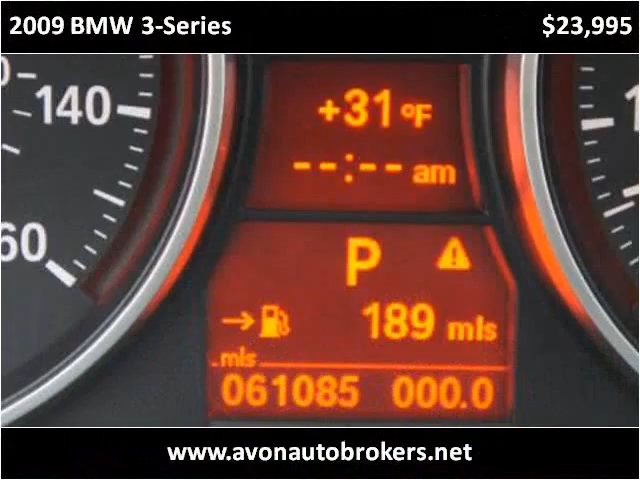 2009 BMW 3-Series $23,995
140
60
+31 °F
--:-- am
P
189 mls
mls
061085 000.0
www.avonautobrokers.net